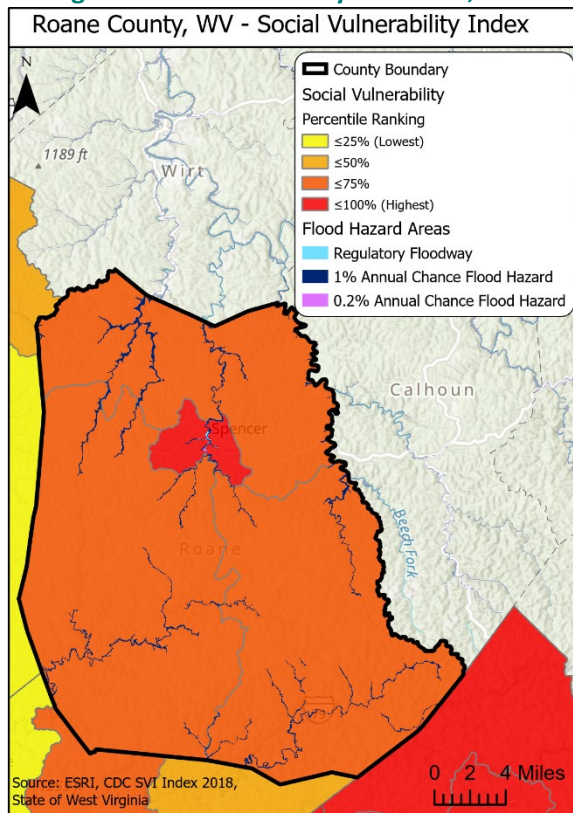 Roane County, WV - Social Vulnerability Index
N
County Boundary
Social Vulnerability
Percentile Ranking
≤25% (Lowest)
≤50%
≤75%
≤100% (Highest)
Flood Hazard Areas
Regulatory Floodway
1% Annual Chance Flood Hazard
0.2% Annual Chance Flood Hazard
1189 ft
Wirt
Calhoun
Spencer
Beech Fork
Roane
79
Source: ESRI, CDC SVI Index 2018,
State of West Virginia
0 2 4 Miles